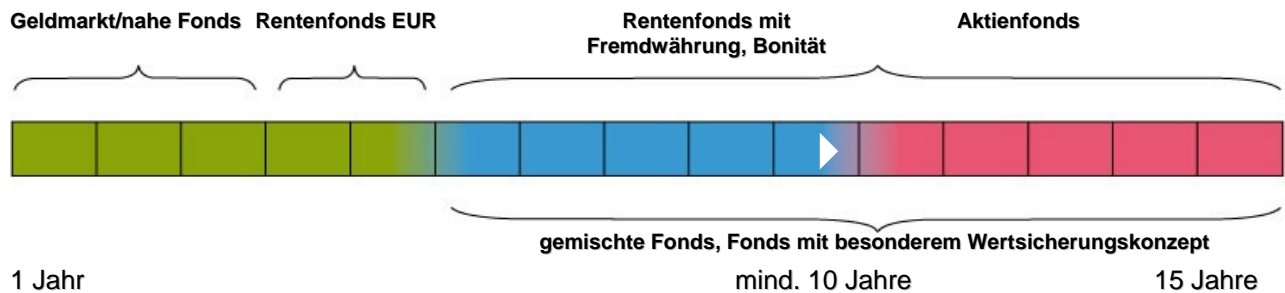 Geldmarkt/nahe Fonds Rentenfonds EUR Rentenfonds mit Aktienfonds
Fremdwährung, Bonität
gemischte Fonds, Fonds mit besonderem Wertsicherungskonzept
1 Jahr mind. 10 Jahre 15 Jahre